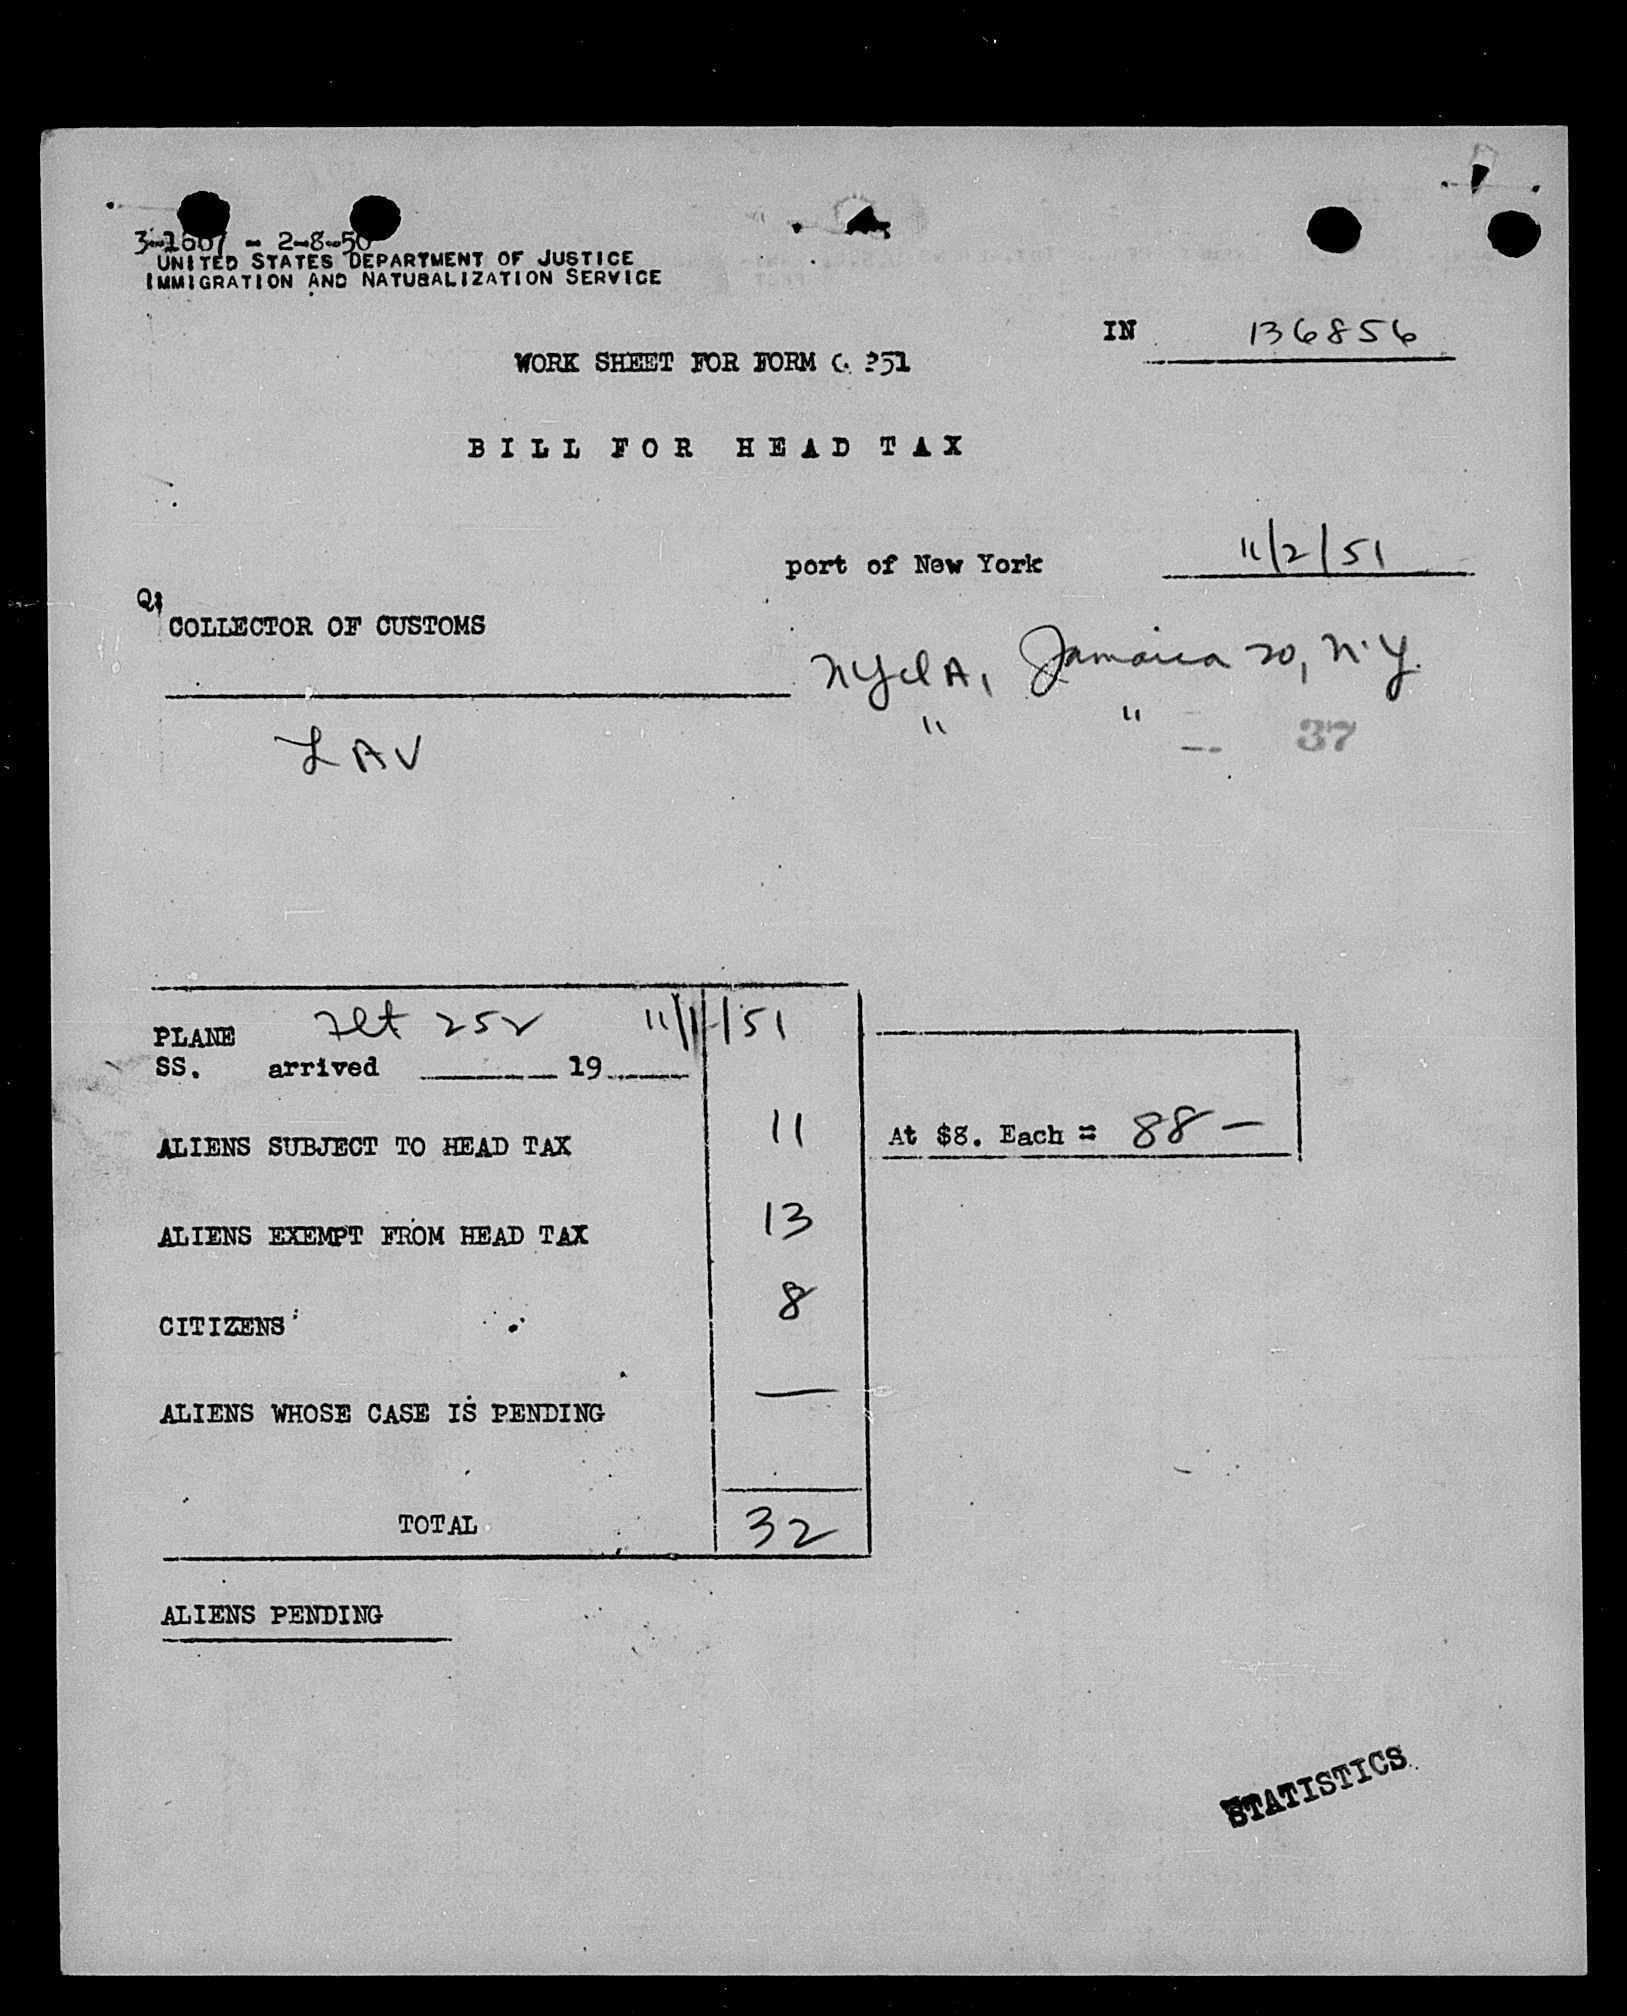 3-1607 - 2-8-50
UNITED STATES DEPARTMENT OF JUSTICE
IMMIGRATION AND NATURALIZATION SERVICE
IN 136856
WORK SHEET FOR FORM 251
BILL FOR HEAD TAX
port of New York 11/2/51
COLLECTOR OF CUSTOMS
Jamaica 20, N.Y.
" "
LAV
37
PLANE Flt 252 11/1/51
SS. arrived 19
ALIENS SUBJECT TO HEAD TAX 11 At $8. Each = 88 —
ALIENS EXEMPT FROM HEAD TAX 13
CITIZENS 8
ALIENS WHOSE CASE IS PENDING —
TOTAL 32
ALIENS PENDING
STATISTICS